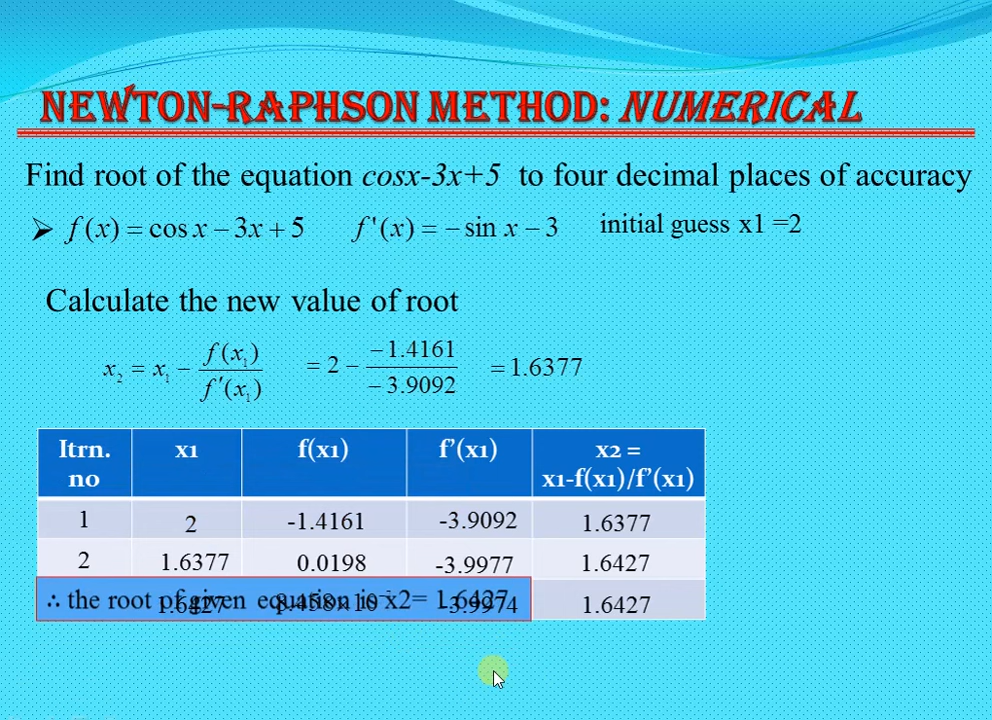 NEWTON-RAPHSON METHOD: NUMERICAL
Find root of the equation cosx-3x+5 to four decimal places of accuracy
➢ f(x) = cos x − 3x + 5 f'(x) = − sin x − 3 initial guess x1 =2
Calculate the new value of root
x₂ = x₁ − f(x₁)/f′(x₁) = 2 − −1.4161/−3.9092 = 1.6377
Itrn. no x1 f(x1) f’(x1) x2 = x1-f(x1)/f’(x1)
1 2 -1.4161 -3.9092 1.6377
2 1.6377 0.0198 -3.9977 1.6427
1.6427 -3.9974 1.6427
∴ the root of given equation is x2= 1.6427